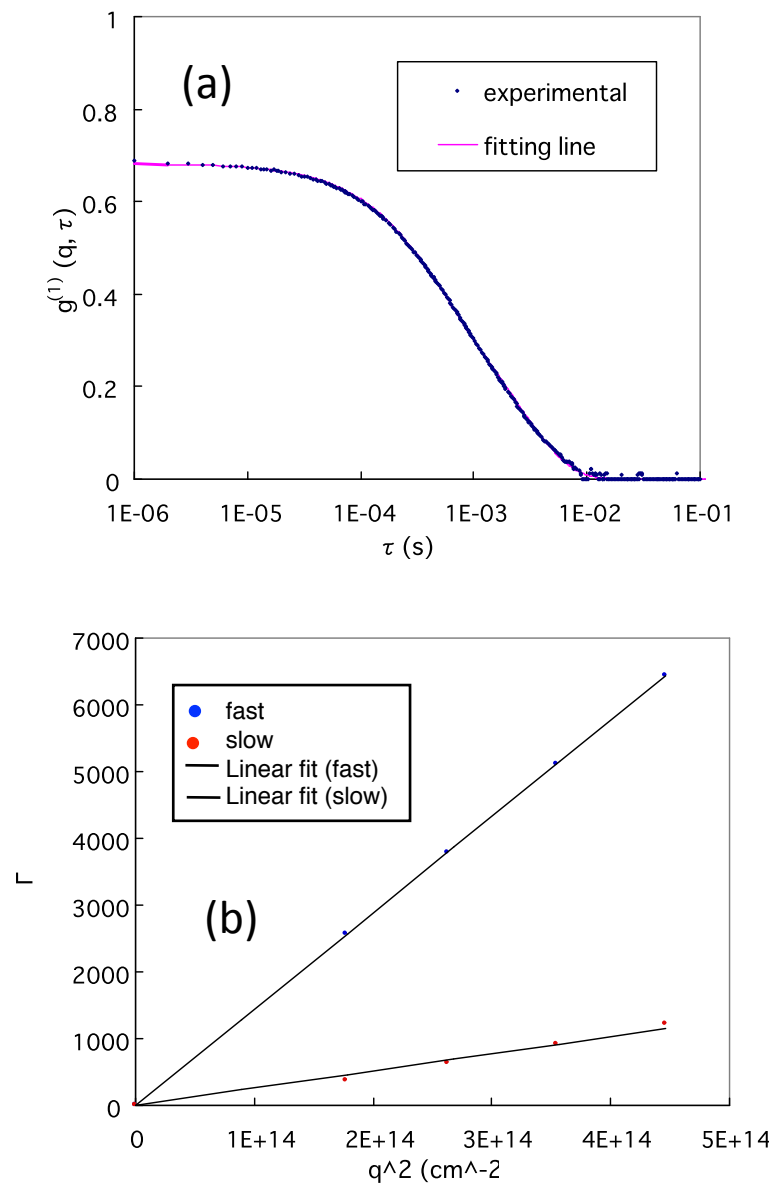 1
0.8
0.6
0.4
0.2
0
g(1) (q, τ)
(a)
experimental
fitting line
1E-06 1E-05 1E-04 1E-03 1E-02 1E-01
τ (s)
7000
6000
5000
4000
3000
2000
1000
0
Γ
fast
slow
Linear fit (fast)
Linear fit (slow)
(b)
0 1E+14 2E+14 3E+14 4E+14 5E+14
q^2 (cm^-2